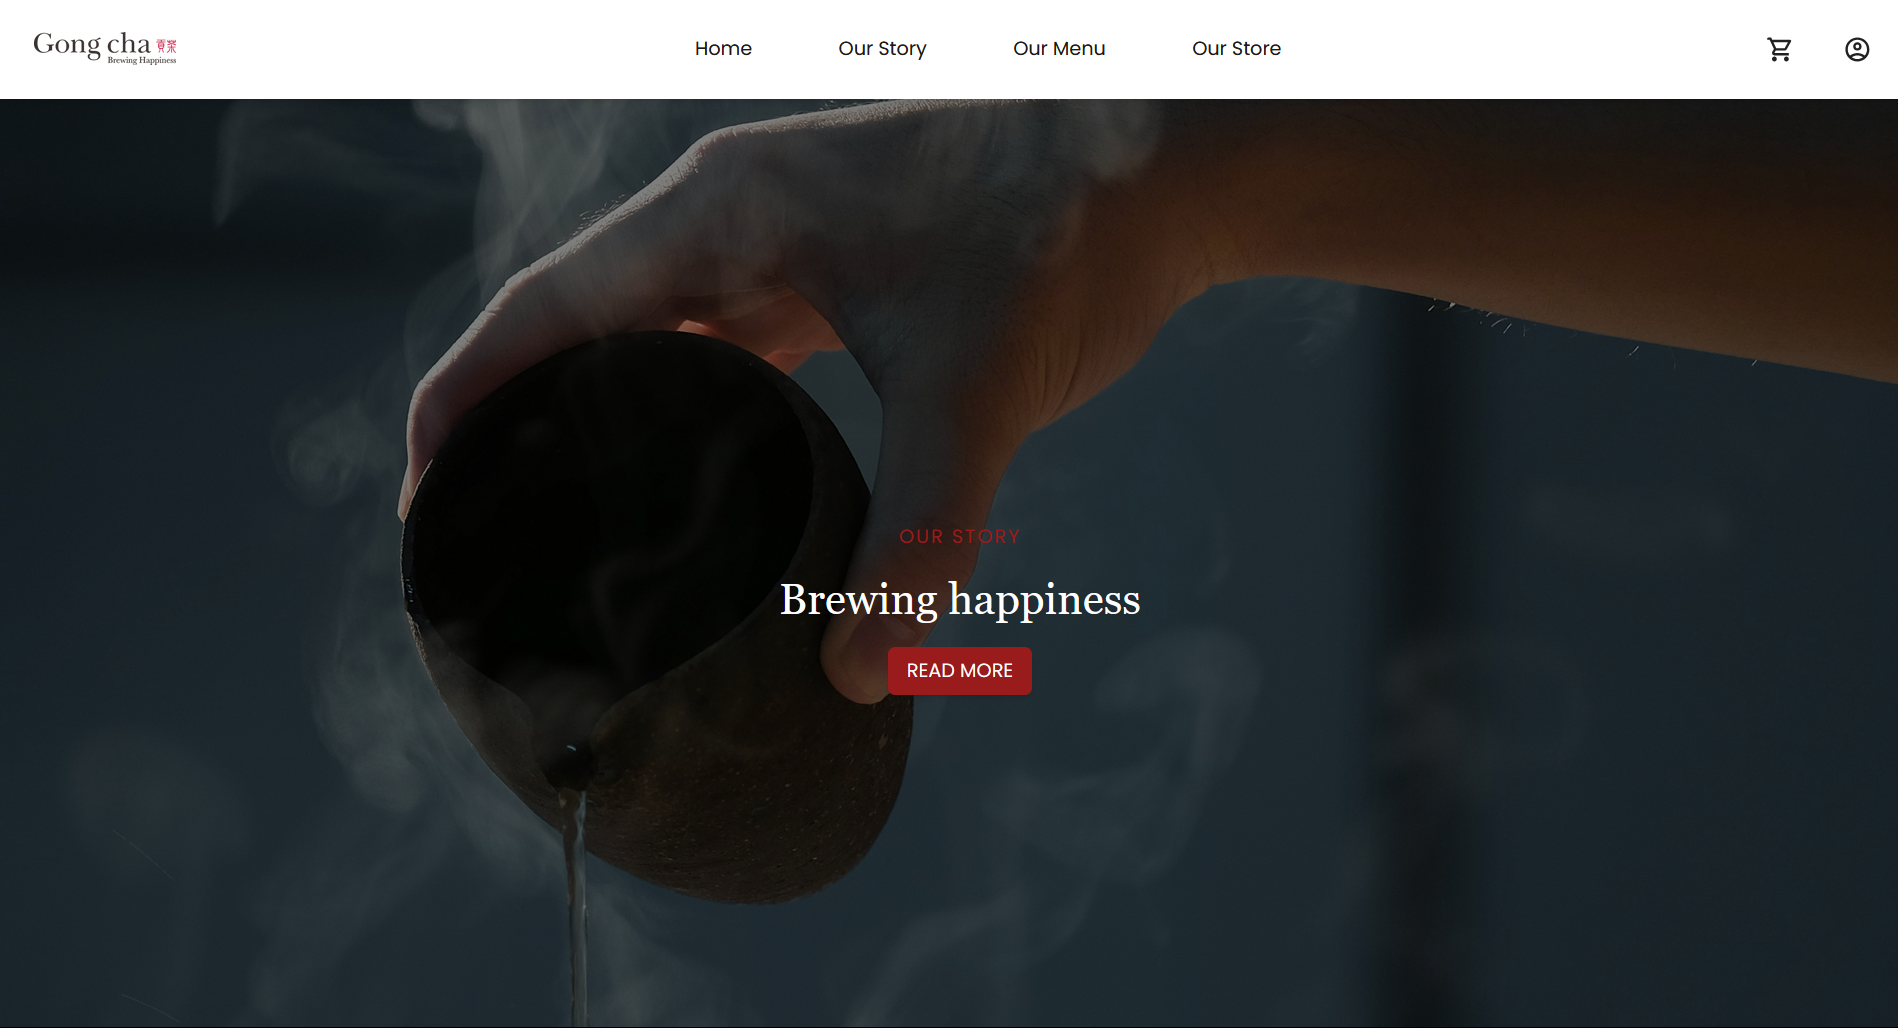 Gong cha 貢茶
Brewing Happiness
Home
Our Story
Our Menu
Our Store
OUR STORY
Brewing happiness
READ MORE